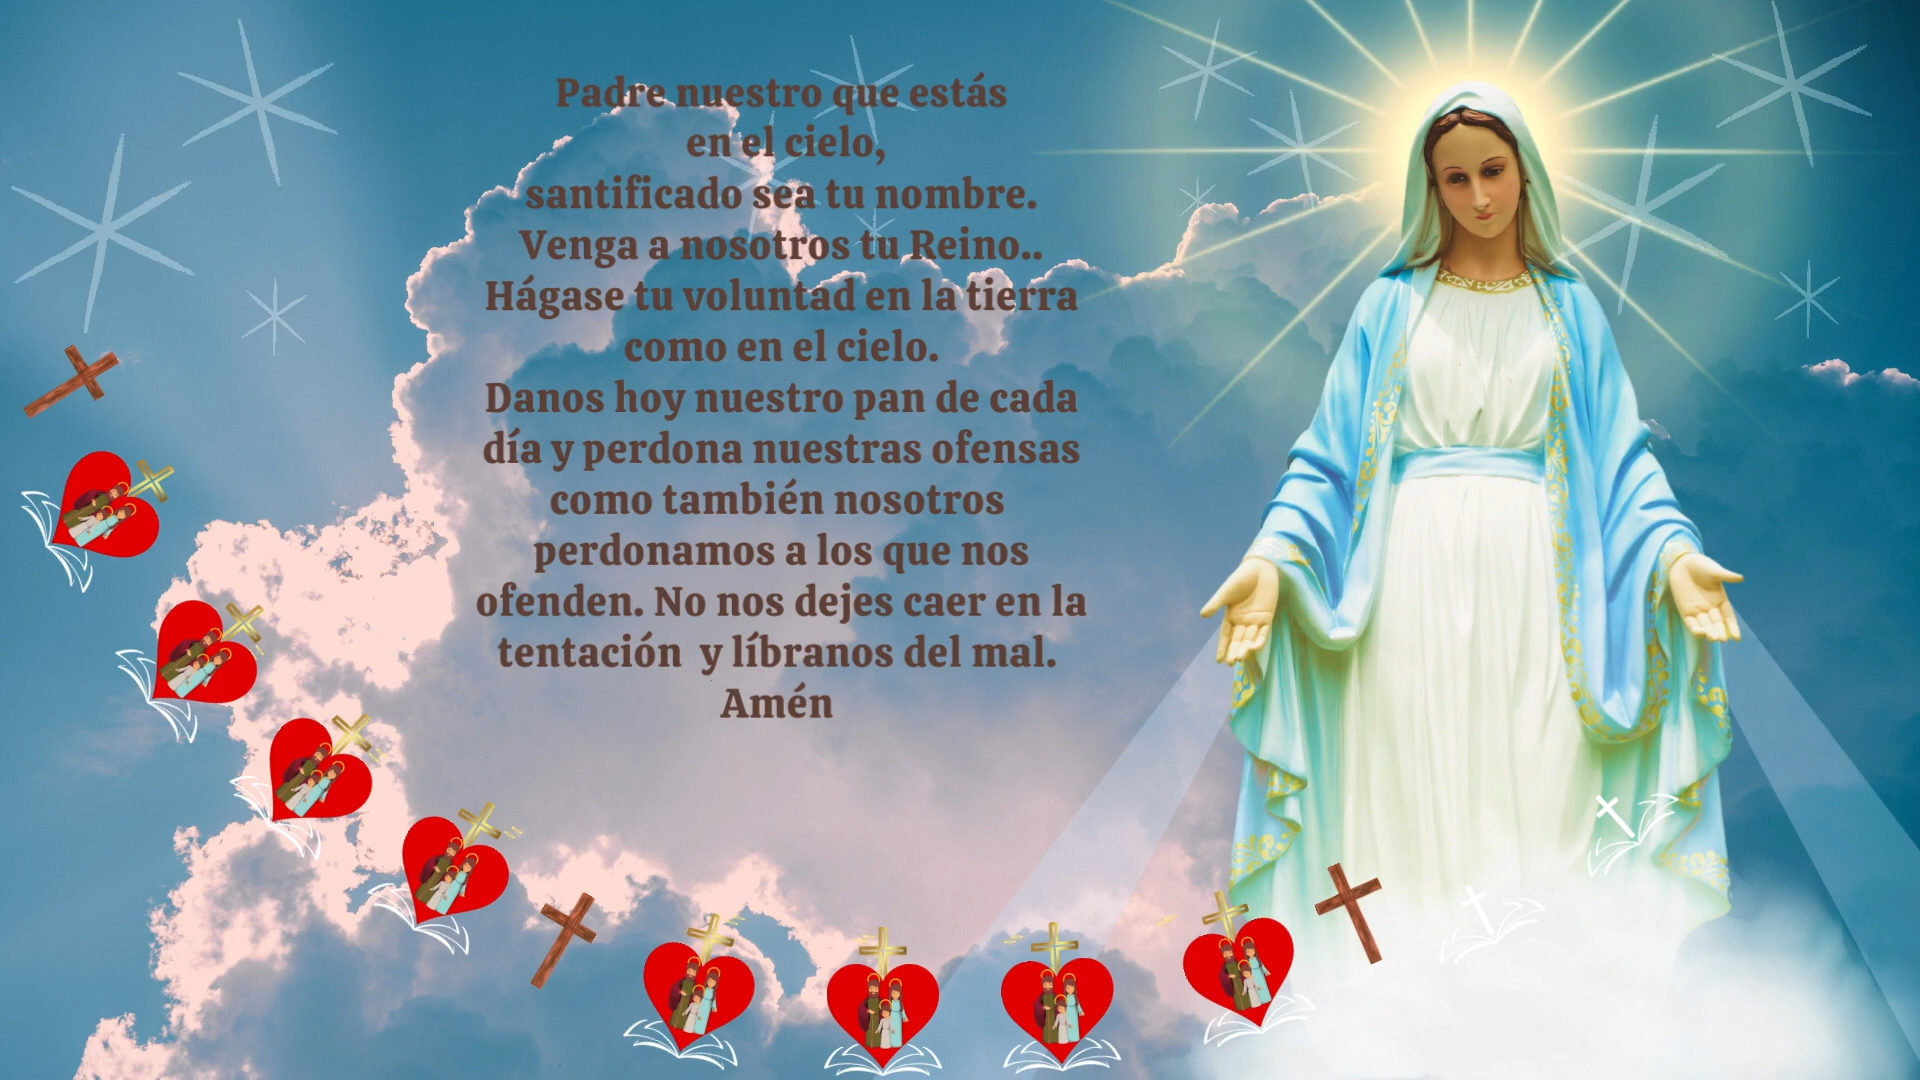 Padre nuestro que estás
en el cielo,
santificado sea tu nombre.
Venga a nosotros tu Reino..
Hágase tu voluntad en la tierra
como en el cielo.
Danos hoy nuestro pan de cada
día y perdona nuestras ofensas
como también nosotros
perdonamos a los que nos
ofenden. No nos dejes caer en la
tentación  y líbranos del mal.
Amén